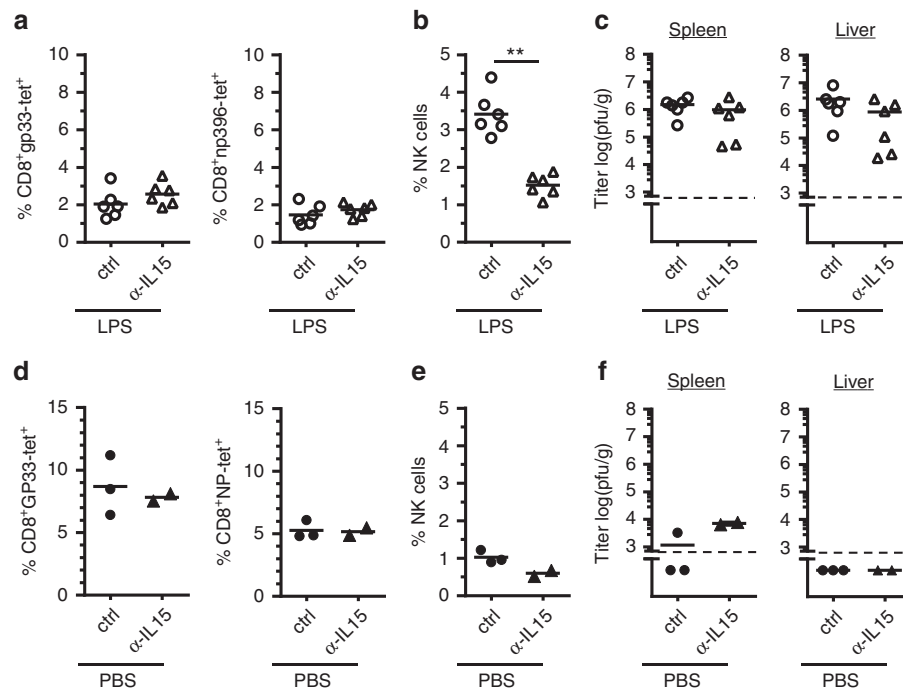 a
% CD8⁺gp33-tet⁺
10
8
6
4
2
0
ctrl
α-IL15
LPS
% CD8⁺np396-tet⁺
10
8
6
4
2
0
ctrl
α-IL15
LPS
b
**
% NK cells
5
4
3
2
1
0
ctrl
α-IL15
LPS
c
Spleen
Titer log(pfu/g)
8
7
6
5
4
3
ctrl
α-IL15
LPS
Liver
8
7
6
5
4
3
ctrl
α-IL15
LPS
d
% CD8⁺GP33-tet⁺
15
10
5
0
ctrl
α-IL15
PBS
% CD8⁺NP-tet⁺
15
10
5
0
ctrl
α-IL15
PBS
e
% NK cells
5
4
3
2
1
0
ctrl
α-IL15
PBS
f
Spleen
Titer log(pfu/g)
8
7
6
5
4
3
ctrl
α-IL15
PBS
Liver
8
7
6
5
4
3
ctrl
α-IL15
PBS